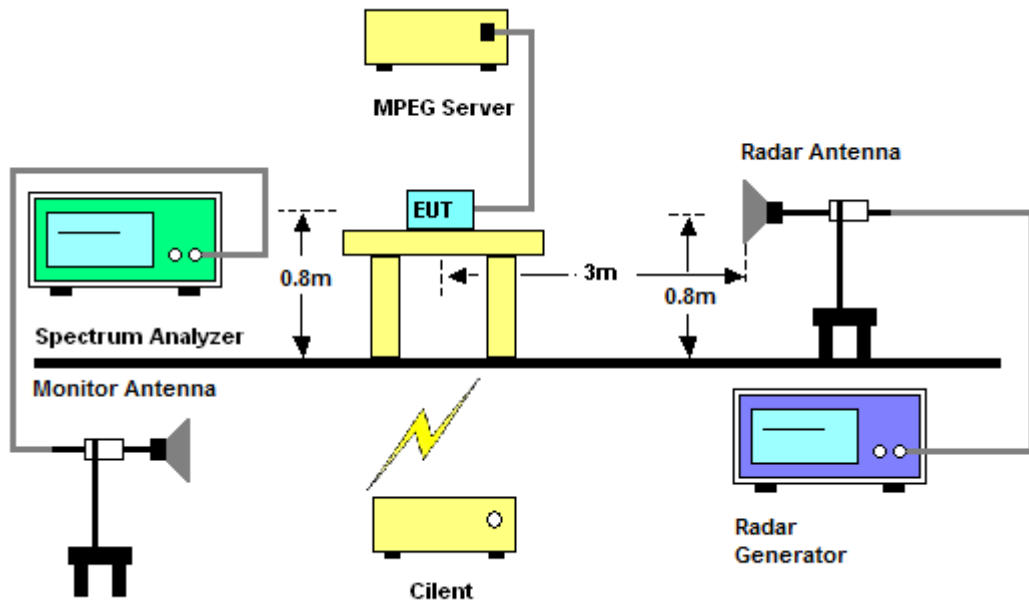 MPEG Server
Radar Antenna
EUT
0.8m
3m
0.8m
Spectrum Analyzer
Monitor Antenna
Radar
Generator
Cilent